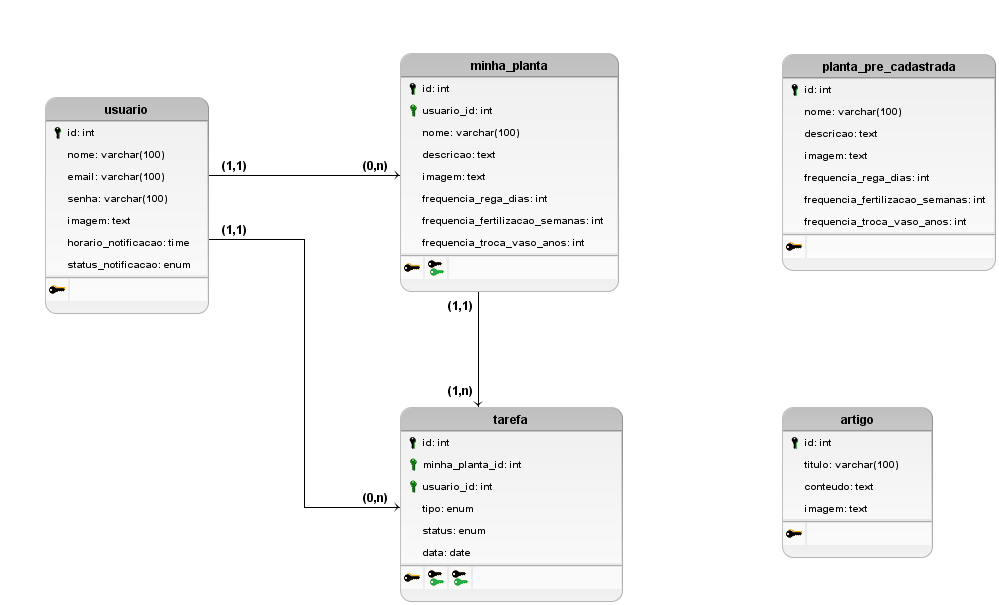 usuario
id: int
nome: varchar(100)
email: varchar(100)
senha: varchar(100)
imagem: text
horario_notificacao: time
status_notificacao: enum
(1,1)
(0,n)
(1,1)
(0,n)
minha_planta
id: int
usuario_id: int
nome: varchar(100)
descricao: text
imagem: text
frequencia_rega_dias: int
frequencia_fertilizacao_semanas: int
frequencia_troca_vaso_anos: int
(1,1)
(1,n)
tarefa
id: int
minha_planta_id: int
usuario_id: int
tipo: enum
status: enum
data: date
planta_pre_cadastrada
id: int
nome: varchar(100)
descricao: text
imagem: text
frequencia_rega_dias: int
frequencia_fertilizacao_semanas: int
frequencia_troca_vaso_anos: int
artigo
id: int
titulo: varchar(100)
conteudo: text
imagem: text